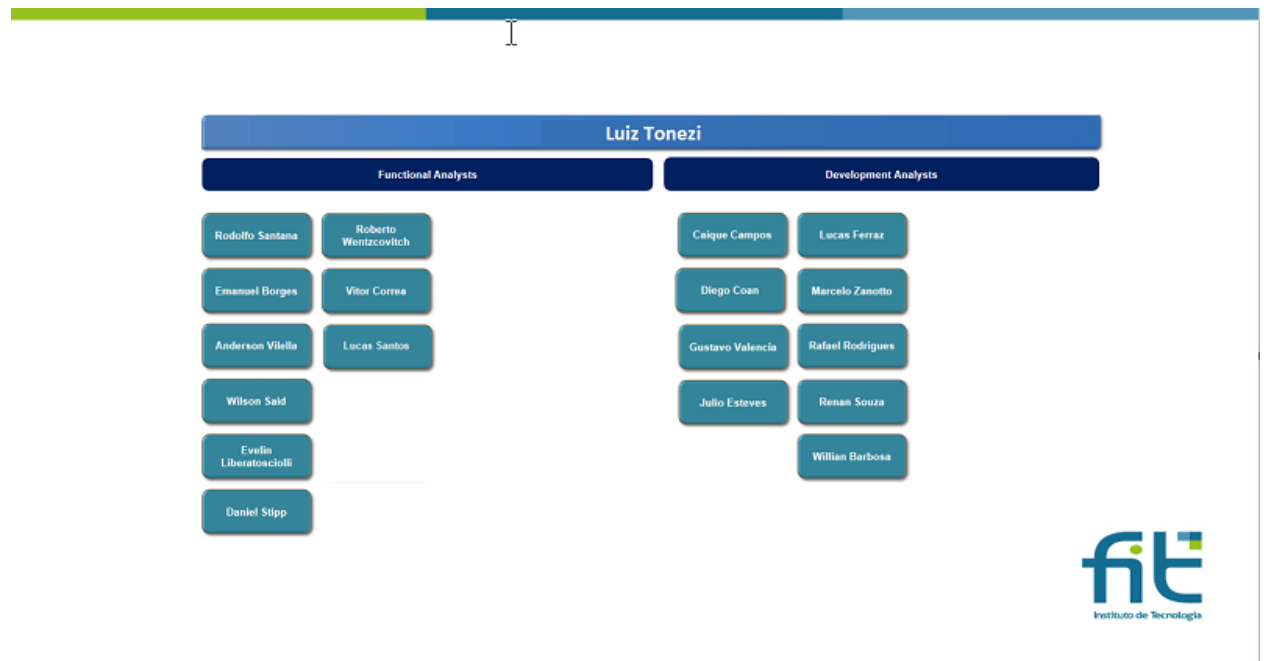 Luiz Tonezi
Functional Analysts
Development Analysts
Rodolfo Santana
Roberto
Wentzcovitch
Emanuel Borges
Vitor Correa
Anderson Vilella
Lucas Santos
Wilson Said
Evelin
Liberatosciolli
Daniel Stipp
Caique Campos
Lucas Ferraz
Diego Coan
Marcelo Zanotto
Gustavo Valencia
Rafael Rodrigues
Julio Esteves
Renan Souza
Willian Barbosa
fit
Instituto de Tecnologia